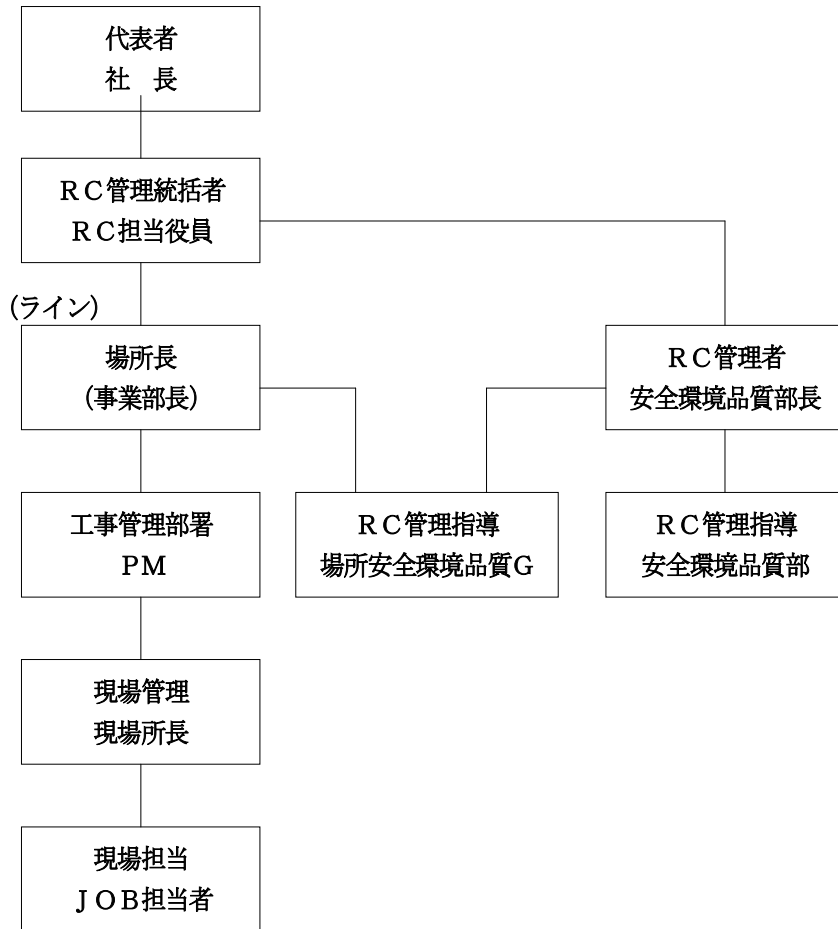 代表者
社　長
ＲＣ管理統括者
ＲＣ担当役員
(ライン)
場所長
(事業部長)
ＲＣ管理者
安全環境品質部長
工事管理部署
ＰＭ
ＲＣ管理指導
場所安全環境品質Ｇ
ＲＣ管理指導
安全環境品質部
現場管理
現場所長
現場担当
ＪＯＢ担当者